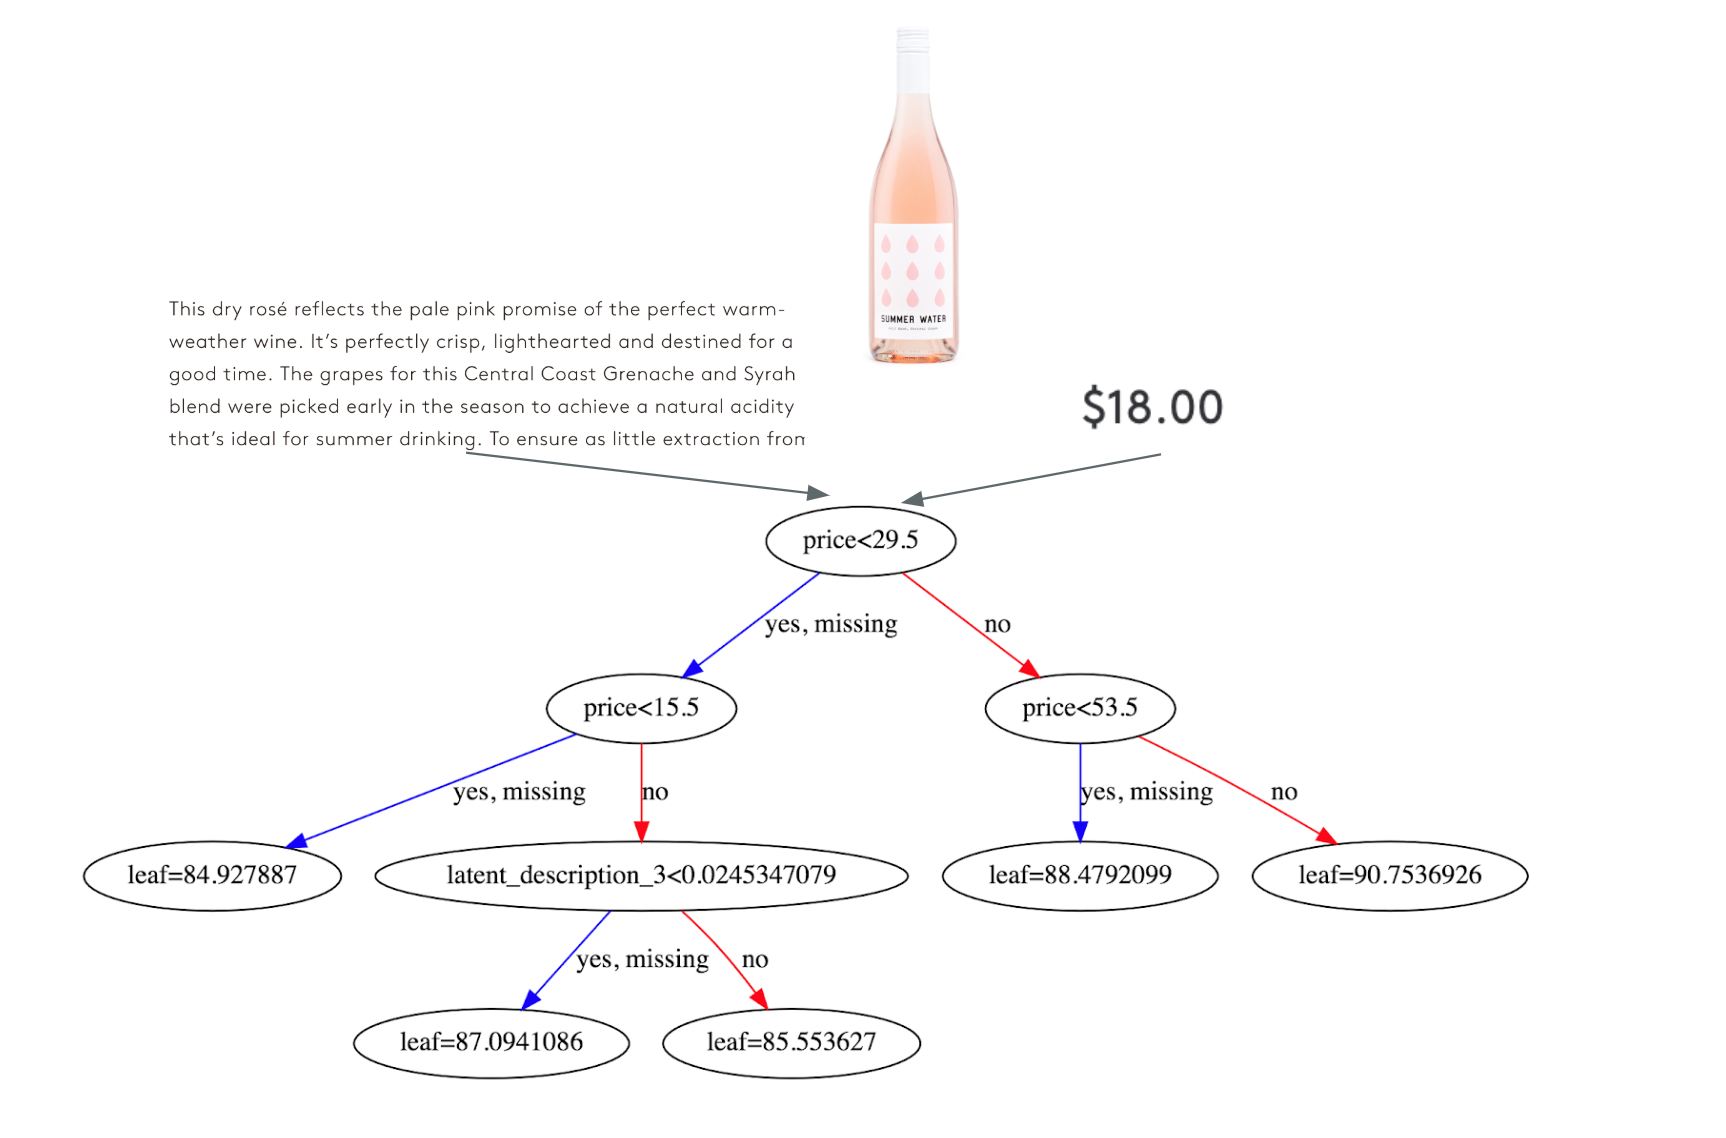 SUMMER WATER
This dry rosé reflects the pale pink promise of the perfect warm-
weather wine. It’s perfectly crisp, lighthearted and destined for a
good time. The grapes for this Central Coast Grenache and Syrah
blend were picked early in the season to achieve a natural acidity
that’s ideal for summer drinking. To ensure as little extraction from
$18.00
price<29.5
yes, missing
no
price<15.5
price<53.5
yes, missing
no
yes, missing
no
leaf=84.927887
latent_description_3<0.0245347079
leaf=88.4792099
leaf=90.7536926
yes, missing
no
leaf=87.0941086
leaf=85.553627